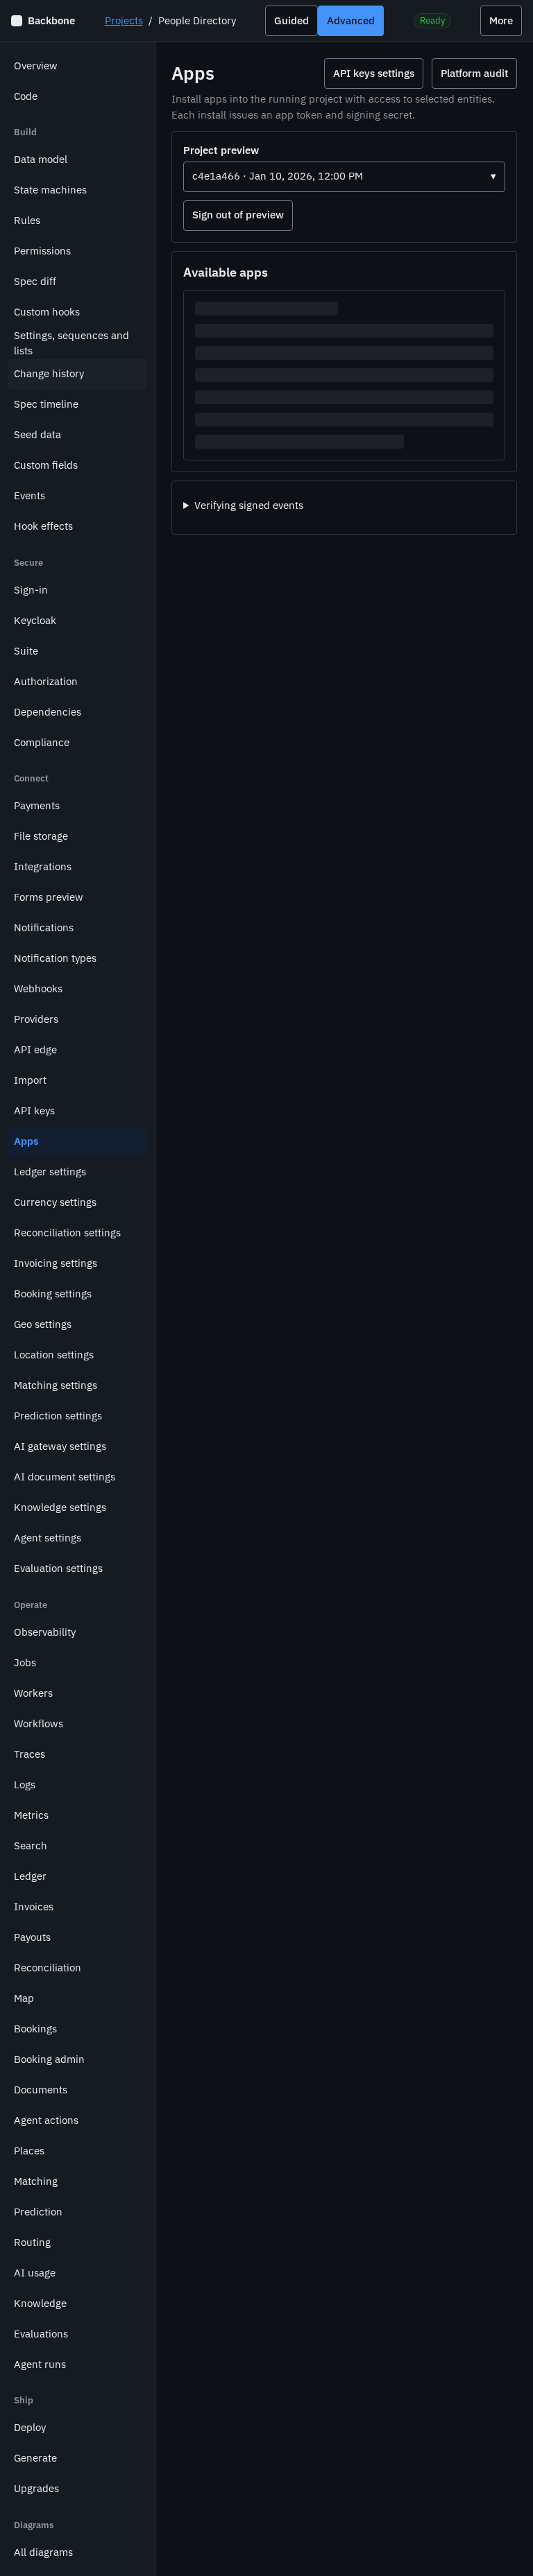 Backbone
Projects / People Directory
Guided
Advanced
Ready
More
Overview
Code
Build
Data model
State machines
Rules
Permissions
Spec diff
Custom hooks
Settings, sequences and
lists
Change history
Spec timeline
Seed data
Custom fields
Events
Hook effects
Secure
Sign-in
Keycloak
Suite
Authorization
Dependencies
Compliance
Connect
Payments
File storage
Integrations
Forms preview
Notifications
Notification types
Webhooks
Providers
API edge
Import
API keys
Apps
Ledger settings
Currency settings
Reconciliation settings
Invoicing settings
Booking settings
Geo settings
Location settings
Matching settings
Prediction settings
AI gateway settings
AI document settings
Knowledge settings
Agent settings
Evaluation settings
Operate
Observability
Jobs
Workers
Workflows
Traces
Logs
Metrics
Search
Ledger
Invoices
Payouts
Reconciliation
Map
Bookings
Booking admin
Documents
Agent actions
Places
Matching
Prediction
Routing
AI usage
Knowledge
Evaluations
Agent runs
Ship
Deploy
Generate
Upgrades
Diagrams
All diagrams
Apps
API keys settings
Platform audit
Install apps into the running project with access to selected entities.
Each install issues an app token and signing secret.
Project preview
c4e1a466 · Jan 10, 2026, 12:00 PM
Sign out of preview
Available apps
Verifying signed events